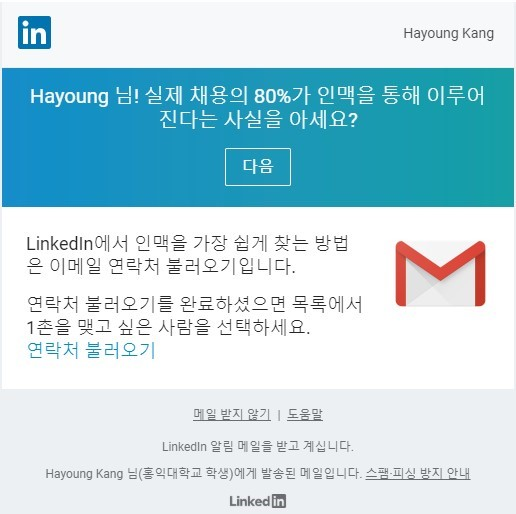 in
Hayoung Kang
Hayoung 님! 실제 채용의 80%가 인맥을 통해 이루어
진다는 사실을 아세요?
다음
LinkedIn에서 인맥을 가장 쉽게 찾는 방법
은 이메일 연락처 불러오기입니다.
연락처 불러오기를 완료하셨으면 목록에서
1촌을 맺고 싶은 사람을 선택하세요.
연락처 불러오기
메일 받지 않기 | 도움말
LinkedIn 알림 메일을 받고 계십니다.
Hayoung Kang 님(홍익대학교 학생)에게 발송된 메일입니다. 스팸·피싱 방지 안내
Linked in